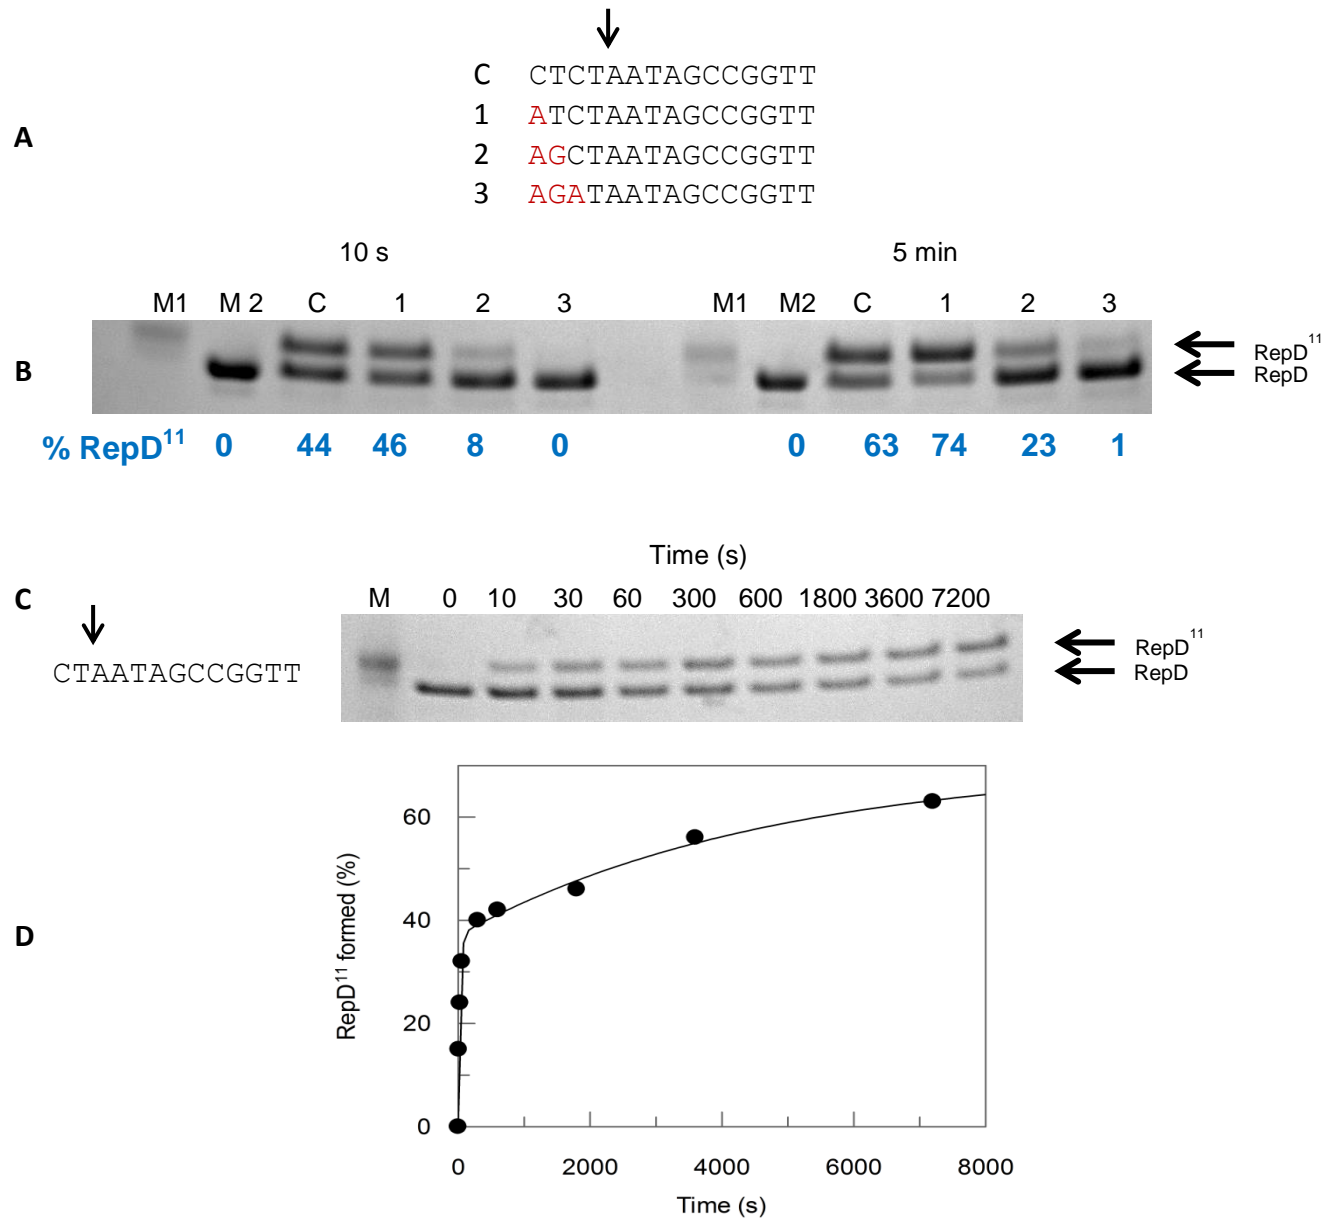 C CTCTAATAGCCGGTT
1 ATCTAATAGCCGGTT
A
2 AGCTAATAGCCGGTT
3 AGATAATAGCCGGTT
10 s 5 min
M1 M 2 C 1 2 3 M1 M2 C 1 2 3
RepD¹¹
B RepD
% RepD¹¹ 0 44 46 8 0 0 63 74 23 1
Time (s)
C M 0 10 30 60 300 600 1800 3600 7200
RepD¹¹
CTAATAGCCGGTT RepD
D
RepD¹¹ formed (%)
60
40
20
0
0 2000 4000 6000 8000
Time (s)